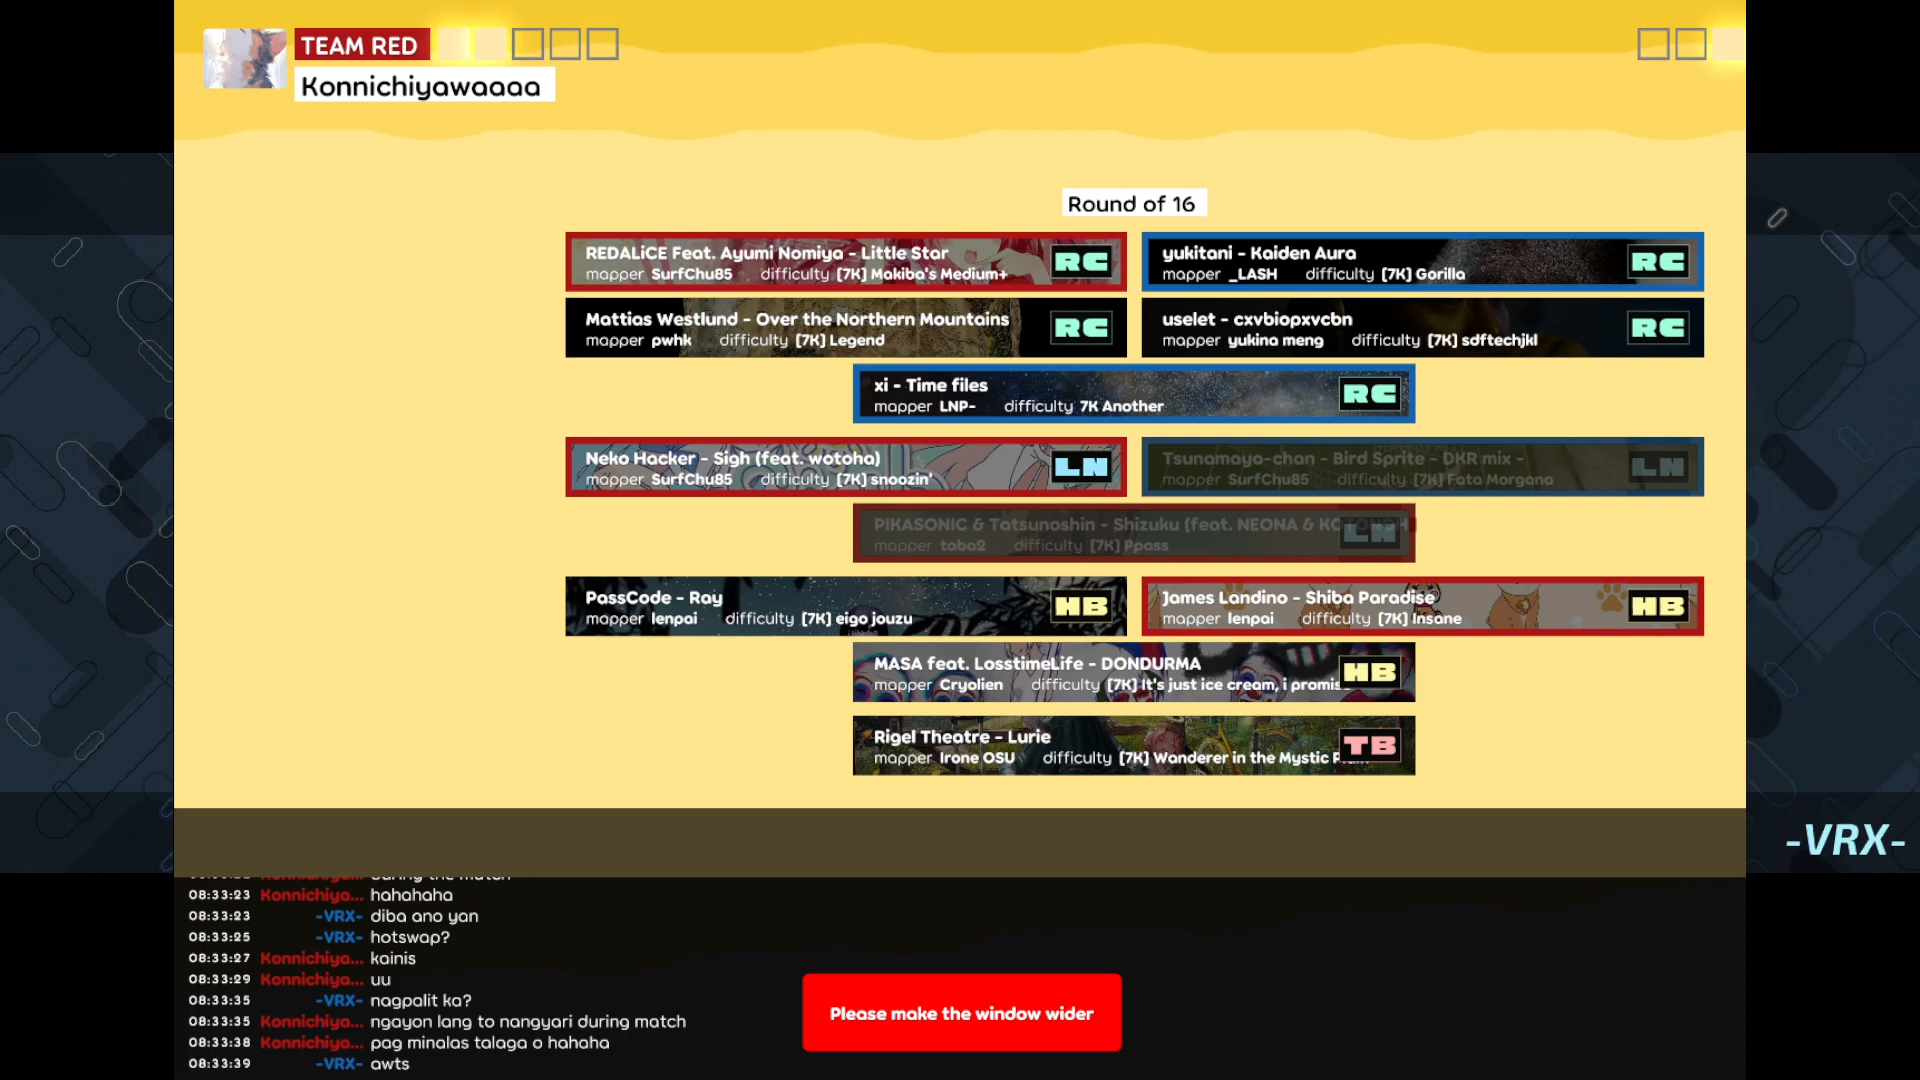 TEAM RED
Konnichiyawaaaa
Round of 16
REDALiCE Feat. Ayumi Nomiya - Little Star
mapper SurfChu85 difficulty [7K] Makiba's Medium+
RC
yukitani - Kaiden Aura
mapper _LASH difficulty [7K] Gorilla
RC
Mattias Westlund - Over the Northern Mountains
mapper pwhk difficulty [7K] Legend
RC
uselet - cxvbiopxvcbn
mapper yukina meng difficulty [7K] sdftechjkl
RC
xi - Time files
mapper LNP- difficulty 7K Another
RC
Neko Hacker - Sigh (feat. wotoha)
mapper SurfChu85 difficulty [7K] snoozin'
LN
Tsunamayo-chan - Bird Sprite - DKR mix -
mapper SurfChu85 difficulty [7K] Fata Morgana
LN
PIKASONIC & Tatsunoshin - Shizuku (feat. NEONA &
mapper taba2 difficulty [7K] Ppass
LN
PassCode - Ray
mapper lenpai difficulty [7K] eigo jouzu
HB
James Landino - Shiba Paradise
mapper lenpai difficulty [7K] Insane
HB
MASA feat. LosstimeLife - DONDURMA
mapper Cryolien difficulty [7K] It's just ice cream, i promis
HB
Rigel Theatre - Lurie
mapper Irone OSU difficulty [7K] Wanderer in the Mystic
TB
-VRX-
during the match
08:33:23 Konnichiya... hahahaha
08:33:23 -VRX- diba ano yan
08:33:25 -VRX- hotswap?
08:33:27 Konnichiya... kainis
08:33:29 Konnichiya... uu
08:33:35 -VRX- nagpalit ka?
08:33:35 Konnichiya... ngayon lang to nangyari during match
08:33:38 Konnichiya... pag minalas talaga o hahaha
08:33:39 -VRX- awts
Please make the window wider